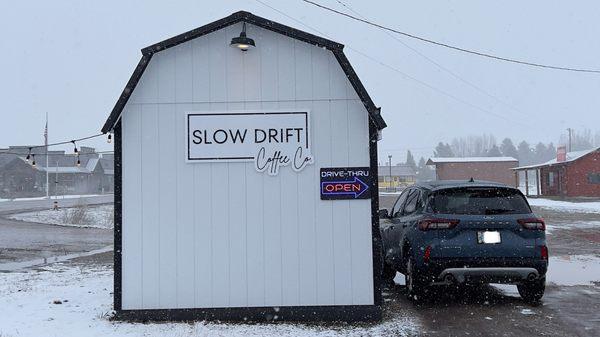 SLOW DRIFT
Coffee Co.
DRIVE-THRU
OPEN